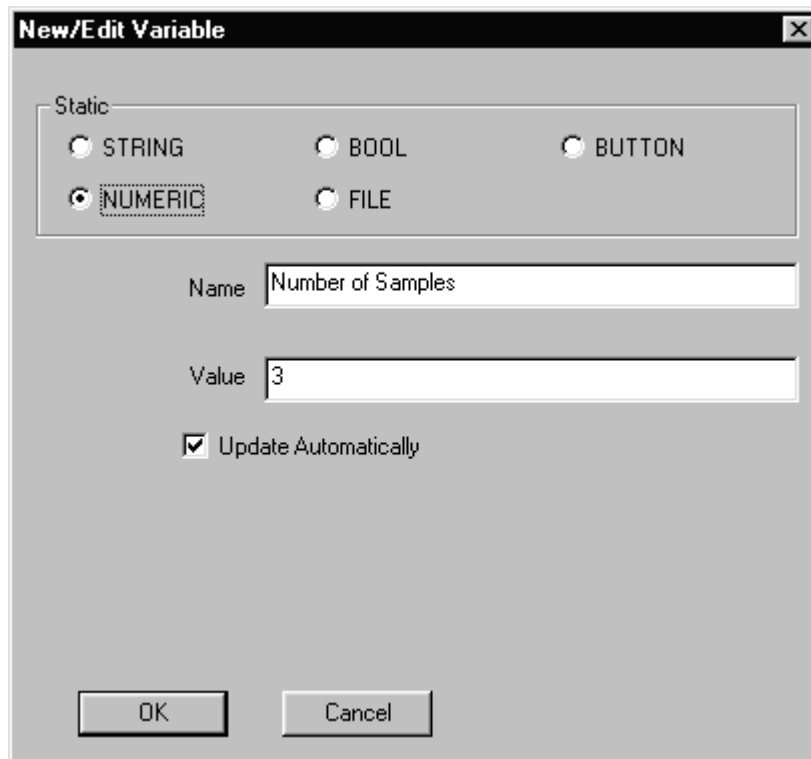 New/Edit Variable
Static
STRING BOOL BUTTON
NUMERIC FILE
Name Number of Samples
Value 3
Update Automatically
OK Cancel